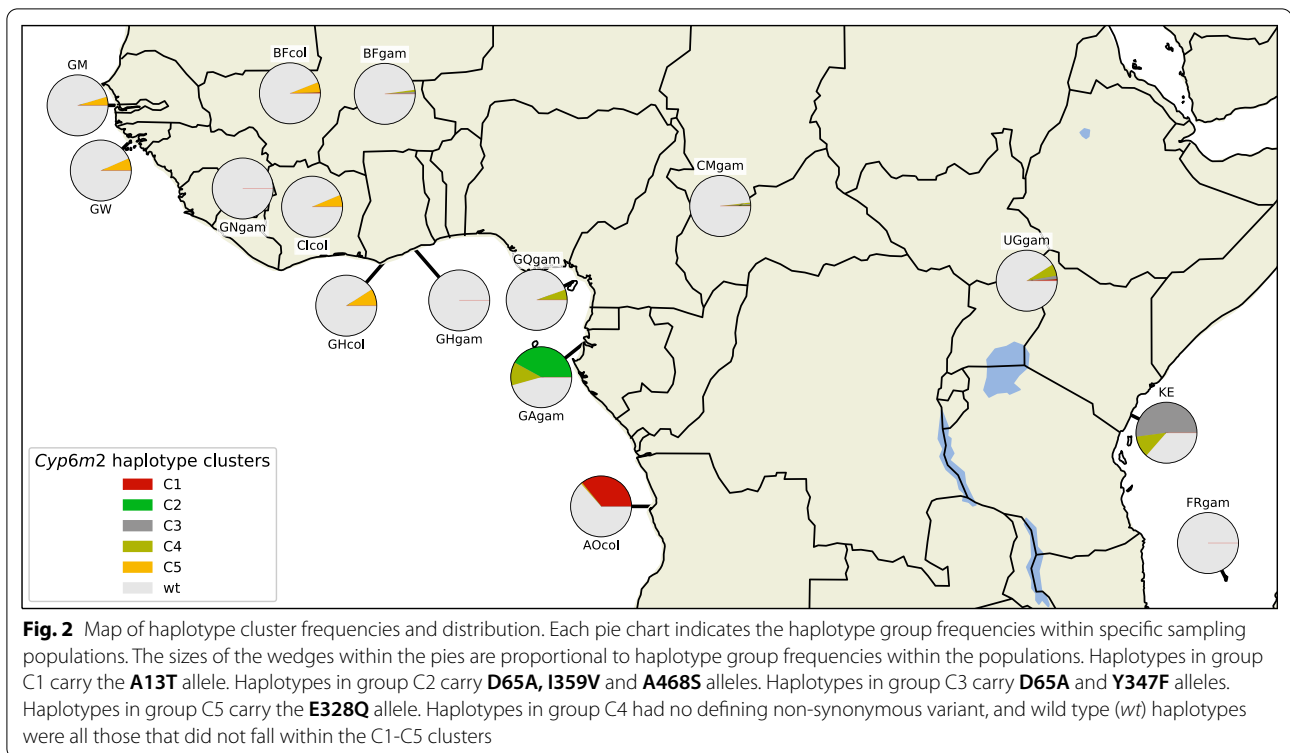 GM
BFcol
BFgam
GW
GNgam
CIcol
CMgam
UGgam
GQgam
GHcol
GHgam
GAgam
KE
AOcol
FRgam
Cyp6m2 haplotype clusters
C1
C2
C3
C4
C5
wt
Fig. 2 Map of haplotype cluster frequencies and distribution. Each pie chart indicates the haplotype group frequencies within specific sampling
populations. The sizes of the wedges within the pies are proportional to haplotype group frequencies within the populations. Haplotypes in group
C1 carry the A13T allele. Haplotypes in group C2 carry D65A, I359V and A468S alleles. Haplotypes in group C3 carry D65A and Y347F alleles.
Haplotypes in group C5 carry the E328Q allele. Haplotypes in group C4 had no defining non-synonymous variant, and wild type (wt) haplotypes
were all those that did not fall within the C1-C5 clusters